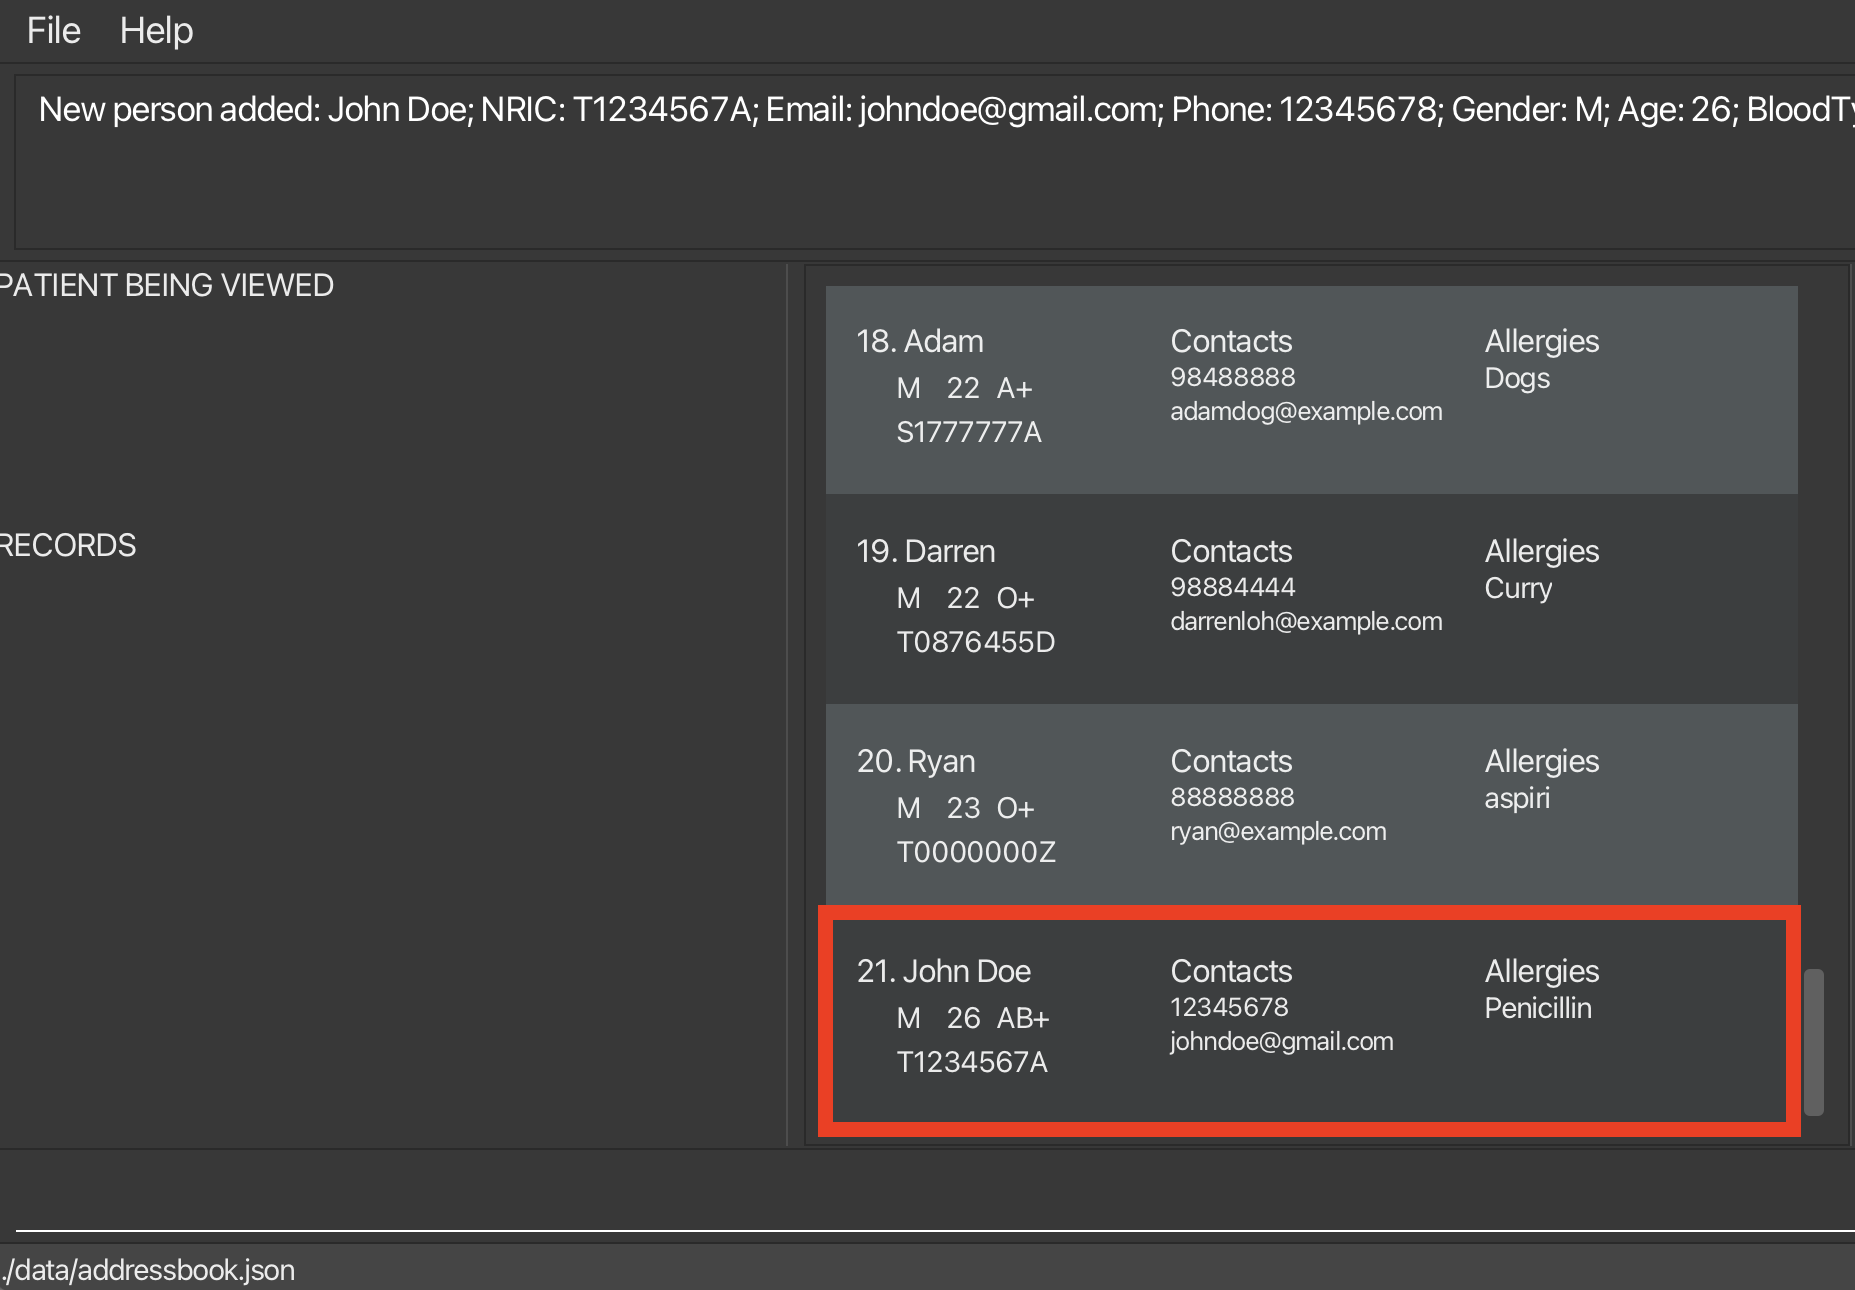 File Help
New person added: John Doe; NRIC: T1234567A; Email: johndoe@gmail.com; Phone: 12345678; Gender: M; Age: 26; BloodTy
PATIENT BEING VIEWED
RECORDS
18. Adam
M 22 A+
S1777777A
Contacts
98488888
adamdog@example.com
Allergies
Dogs
19. Darren
M 22 O+
T0876455D
Contacts
98884444
darrenloh@example.com
Allergies
Curry
20. Ryan
M 23 O+
T0000000Z
Contacts
88888888
ryan@example.com
Allergies
aspiri
21. John Doe
M 26 AB+
T1234567A
Contacts
12345678
johndoe@gmail.com
Allergies
Penicillin
./data/addressbook.json